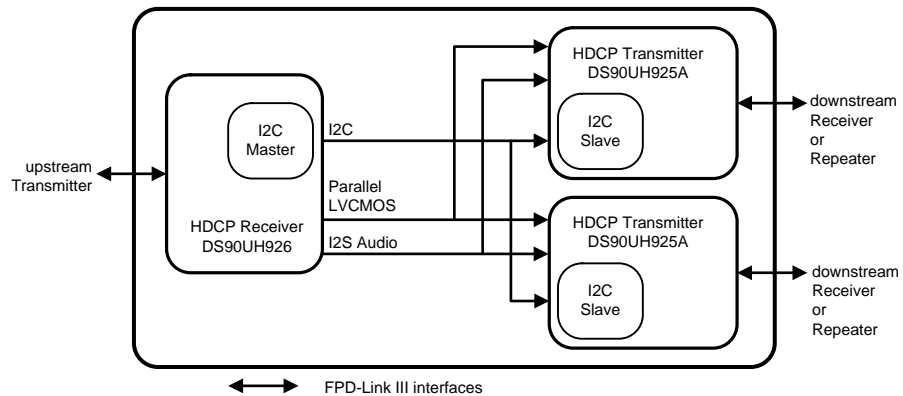 upstream
Transmitter
HDCP Receiver
DS90UH926
I2C
Master
I2C
Parallel
LVCMOS
I2S Audio
HDCP Transmitter
DS90UH925A
I2C
Slave
downstream
Receiver
or
Repeater
HDCP Transmitter
DS90UH925A
I2C
Slave
downstream
Receiver
or
Repeater
FPD-Link III interfaces